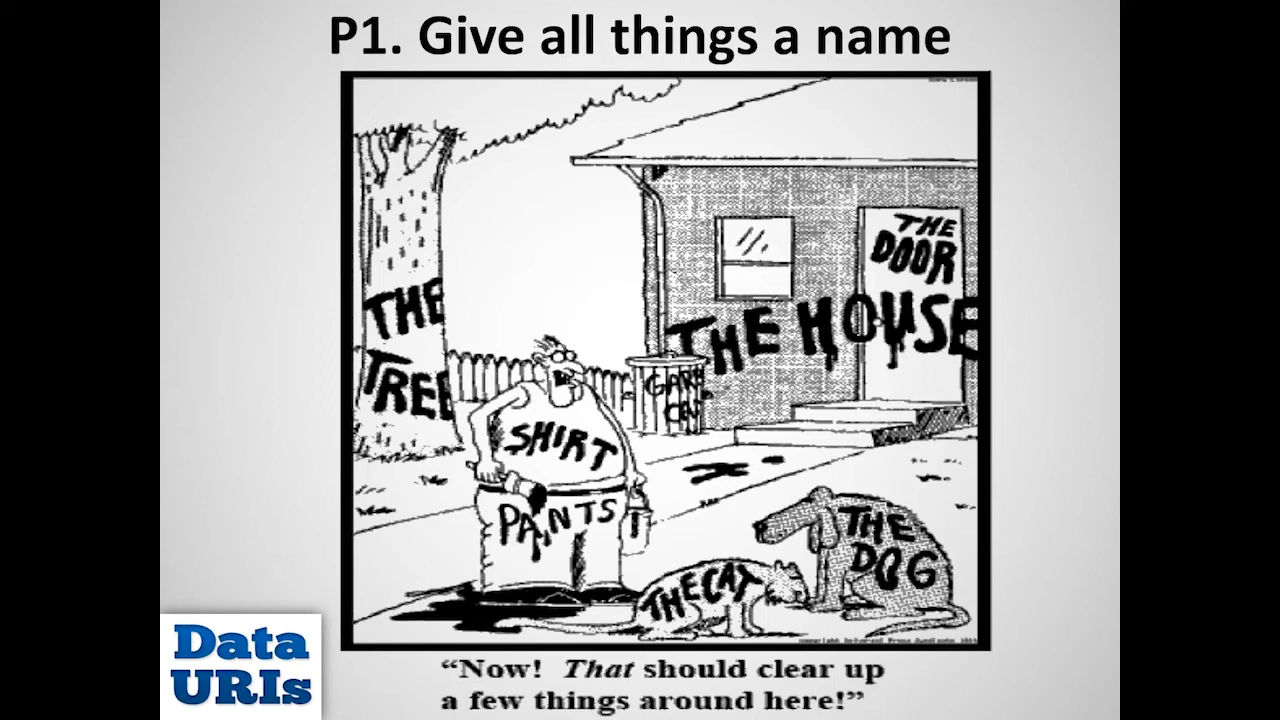 P1. Give all things a name
THE
DOOR
THE
TREE
THE HOUSE
SHIRT
PANTS
THE
DOG
THE CAT
Data
URIs
“Now! That should clear up
a few things around here!”